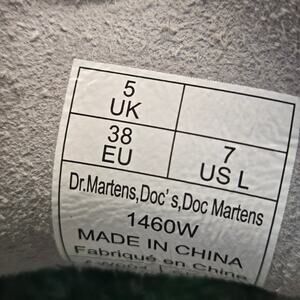 5
UK
38
EU
7
US L
Dr.Martens,Doc's,Doc Martens
1460W
MADE IN CHINA
Fabriqué en Chine